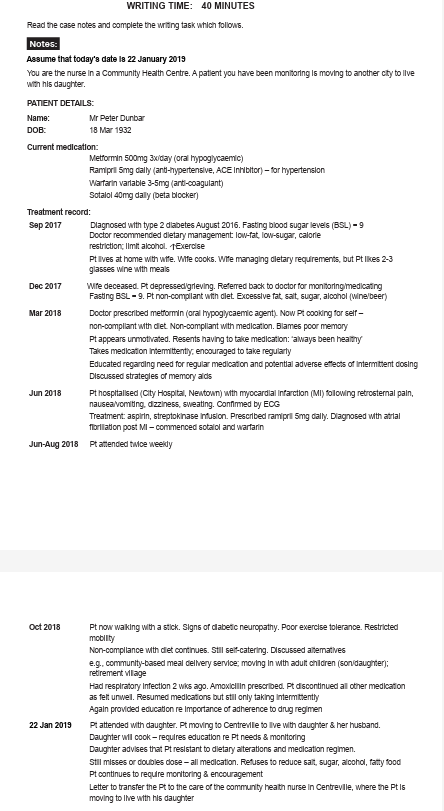 WRITING TIME: 40 MINUTES
Read the case notes and complete the writing task which follows.
Notes:
Assume that today's date is 22 January 2019
You are the nurse in a Community Health Centre. A patient you have been monitoring is moving to another city to live
with his daughter.
PATIENT DETAILS:
Name: Mr Peter Dunbar
DOB: 18 Mar 1932
Current medication:
Metformin 500mg 3x/day (oral hypoglycaemic)
Ramipril 5mg daily (anti-hypertensive, ACE inhibitor) – for hypertension
Warfarin variable 3-5mg (anti-coagulant)
Sotalol 40mg daily (beta blocker)
Treatment record:
Sep 2017 Diagnosed with type 2 diabetes August 2016. Fasting blood sugar levels (BSL) = 9
Doctor recommended dietary management: low-fat, low-sugar, calorie
restriction; limit alcohol. ↑Exercise
Pt lives at home with wife. Wife cooks. Wife managing dietary requirements, but Pt likes 2-3
glasses wine with meals
Dec 2017 Wife deceased. Pt depressed/grieving. Referred back to doctor for monitoring/medicating
Fasting BSL = 9. Pt non-compliant with diet. Excessive fat, salt, sugar, alcohol (wine/beer)
Mar 2018 Doctor prescribed metformin (oral hypoglycaemic agent). Now Pt cooking for self –
non-compliant with diet. Non-compliant with medication. Blames poor memory
Pt appears unmotivated. Resents having to take medication: 'always been healthy'
Takes medication intermittently; encouraged to take regularly
Educated regarding need for regular medication and potential adverse effects of intermittent dosing
Discussed strategies of memory aids
Jun 2018 Pt hospitalised (City Hospital, Newtown) with myocardial infarction (MI) following retrosternal pain,
nausea/vomiting, dizziness, sweating. Confirmed by ECG
Treatment: aspirin, streptokinase infusion. Prescribed ramipril 5mg daily. Diagnosed with atrial
fibrillation post MI – commenced sotalol and warfarin
Jun-Aug 2018 Pt attended twice weekly
Oct 2018 Pt now walking with a stick. Signs of diabetic neuropathy. Poor exercise tolerance. Restricted
mobility
Non-compliance with diet continues. Still self-catering. Discussed alternatives
e.g., community-based meal delivery service; moving in with adult children (son/daughter);
retirement village
Had respiratory infection 2 wks ago. Amoxicillin prescribed. Pt discontinued all other medication
as felt unwell. Resumed medications but still only taking intermittently
Again provided education re importance of adherence to drug regimen
22 Jan 2019 Pt attended with daughter. Pt moving to Centreville to live with daughter & her husband.
Daughter will cook – requires education re Pt needs & monitoring
Daughter advises that Pt resistant to dietary alterations and medication regimen.
Still misses or doubles dose – all medication. Refuses to reduce salt, sugar, alcohol, fatty food
Pt continues to require monitoring & encouragement
Letter to transfer the Pt to the care of the community health nurse in Centreville, where the Pt is
moving to live with his daughter